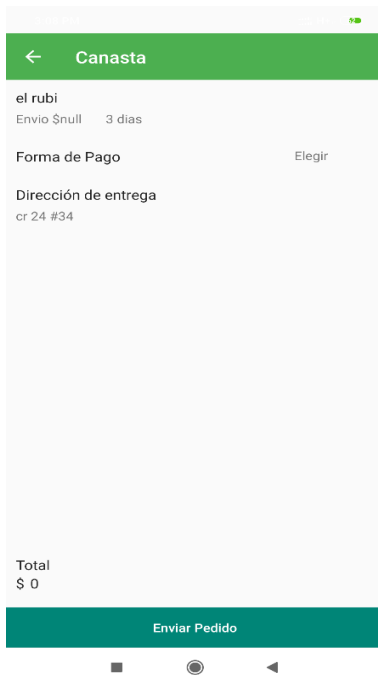 Canasta
el rubi
Envio $null 3 dias
Forma de Pago Elegir
Dirección de entrega
cr 24 #34
Total
$ 0
Enviar Pedido